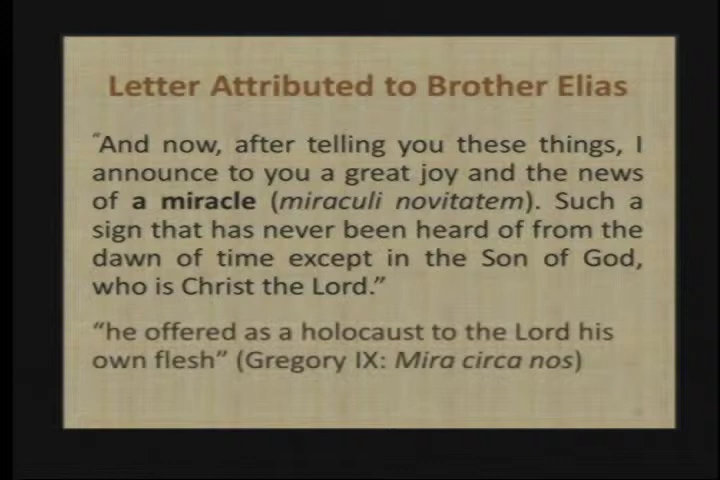 Letter Attributed to Brother Elias
“And now, after telling you these things, I
announce to you a great joy and the news
of a miracle (miraculi novitatem). Such a
sign that has never been heard of from the
dawn of time except in the Son of God,
who is Christ the Lord.”
“he offered as a holocaust to the Lord his
own flesh” (Gregory IX: Mira circa nos)